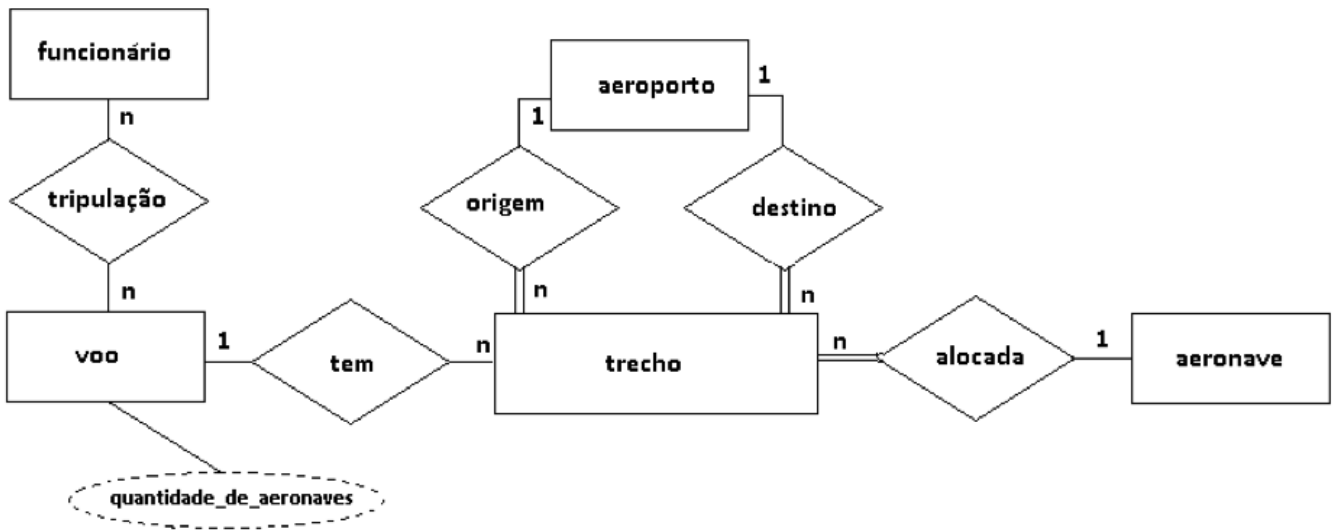 funcionário
n
tripulação
n
voo
quantidade_de_aeronaves
1
tem
n
aeroporto
1
1
origem
destino
n
n
trecho
n
alocada
1
aeronave